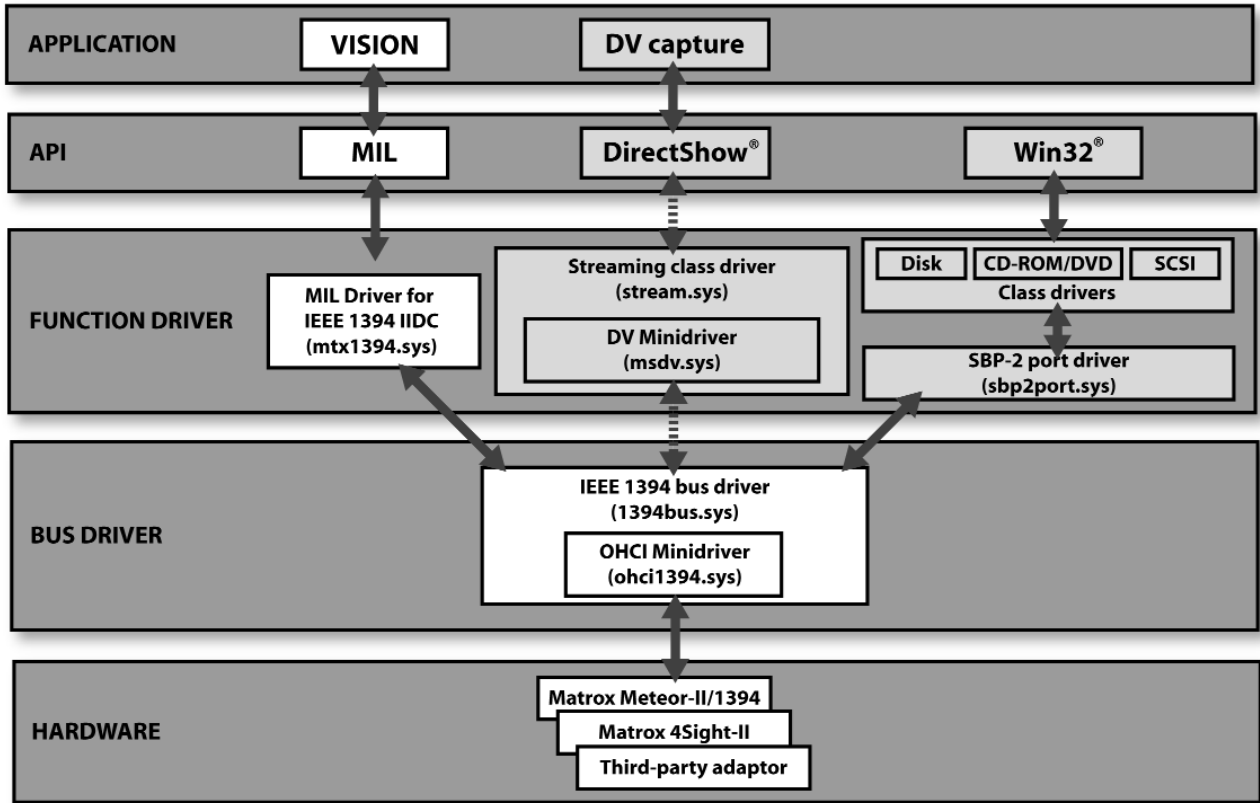 APPLICATION
VISION
DV capture
API
MIL
DirectShow®
Win32®
FUNCTION DRIVER
MIL Driver for
IEEE 1394 IIDC
(mtx1394.sys)
Streaming class driver
(stream.sys)
DV Minidriver
(msdv.sys)
Disk
CD-ROM/DVD
SCSI
Class drivers
SBP-2 port driver
(sbp2port.sys)
BUS DRIVER
IEEE 1394 bus driver
(1394bus.sys)
OHCI Minidriver
(ohci1394.sys)
HARDWARE
Matrox Meteor-II/1394
Matrox 4Sight-II
Third-party adaptor